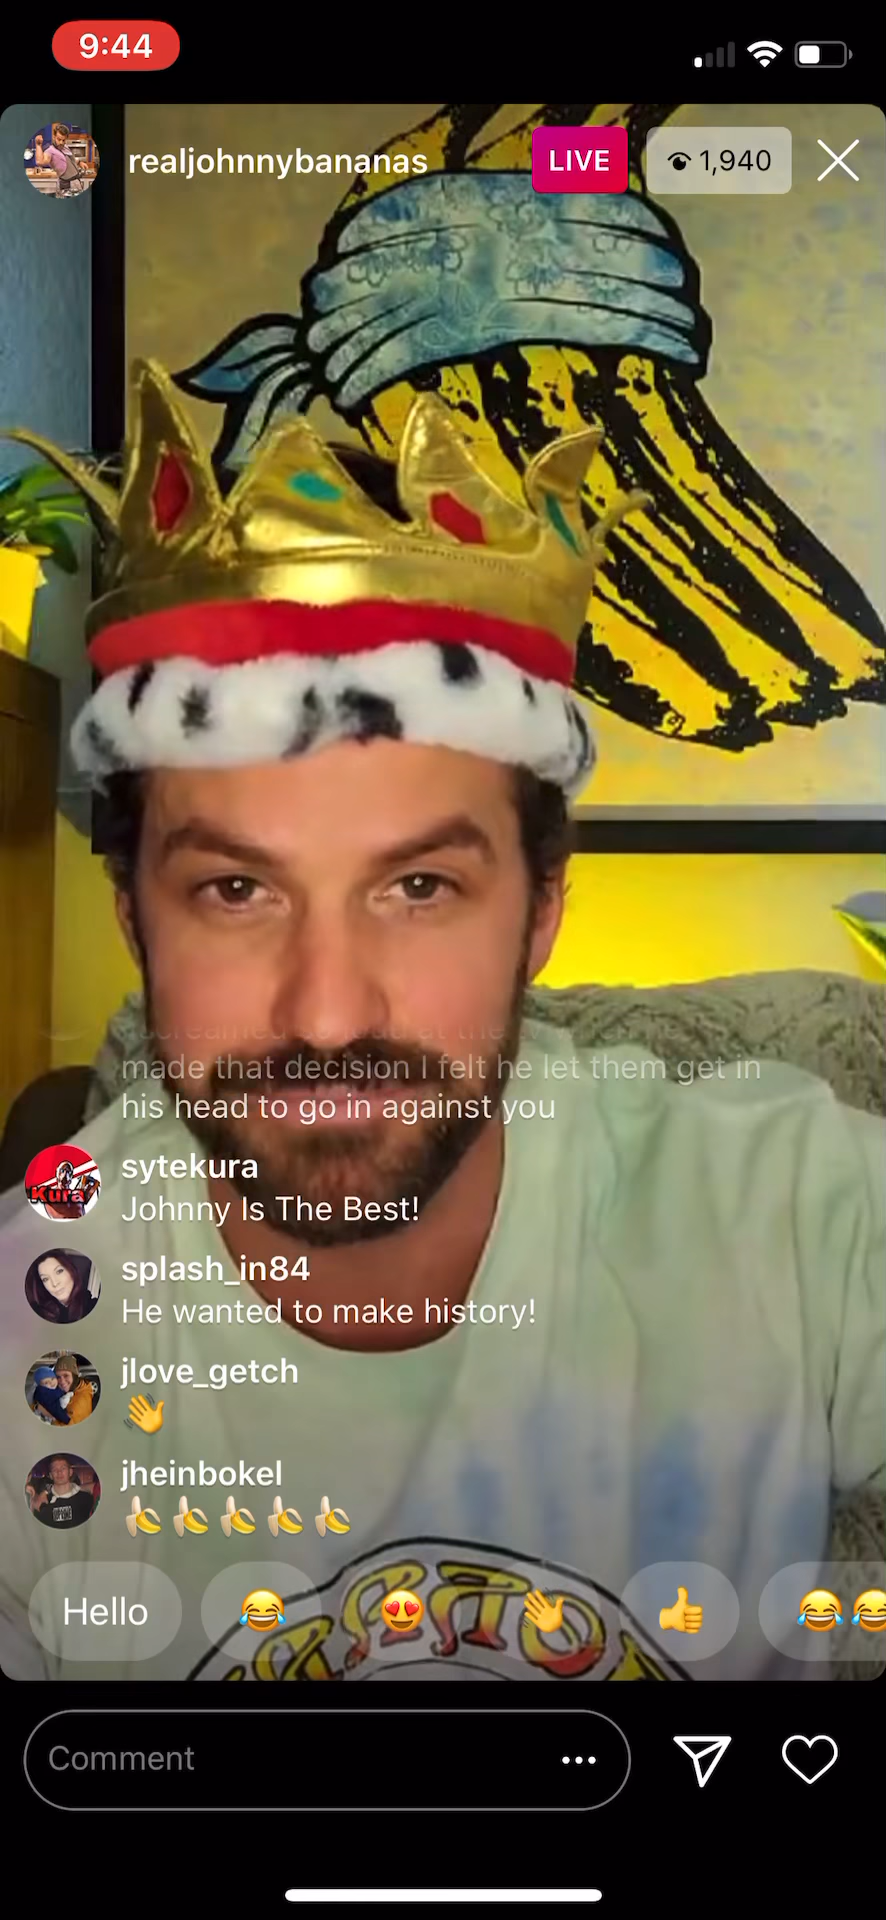 9:44
realjohnnybananas
LIVE
1,940
made that decision I felt he let them get in
his head to go in against you
sytekura
Kura
Johnny Is The Best!
splash_in84
He wanted to make history!
jlove_getch
👋
jheinbokel
🍌🍌🍌🍌🍌
Hello 😂 😍 👋 👍 😂😂
Comment